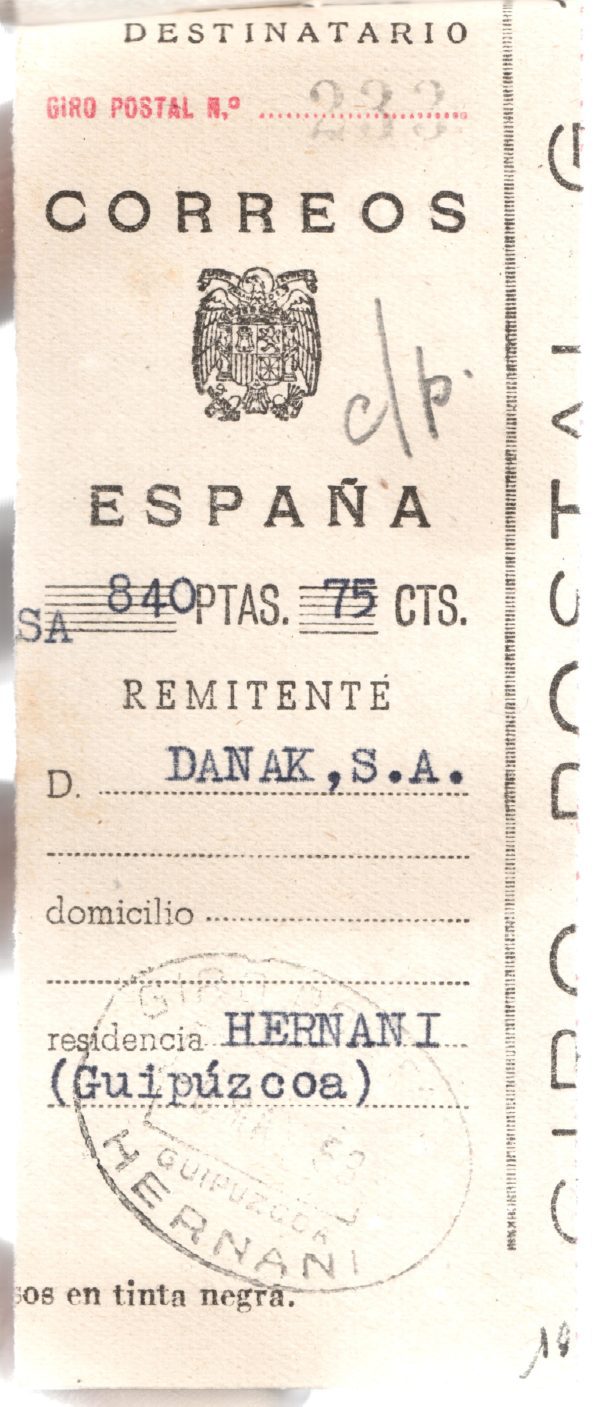 DESTINATARIO
GIRO POSTAL N.º 233
CORREOS
c/p.
ESPAÑA
840 PTAS. 75 CTS.
SA
REMITENTE
D. DANAK, S.A.
domicilio
residencia HERNANI
(Guipúzcoa)
GUIPUZCOA
HERNANI
sos en tinta negra.
GIRO POSTAL